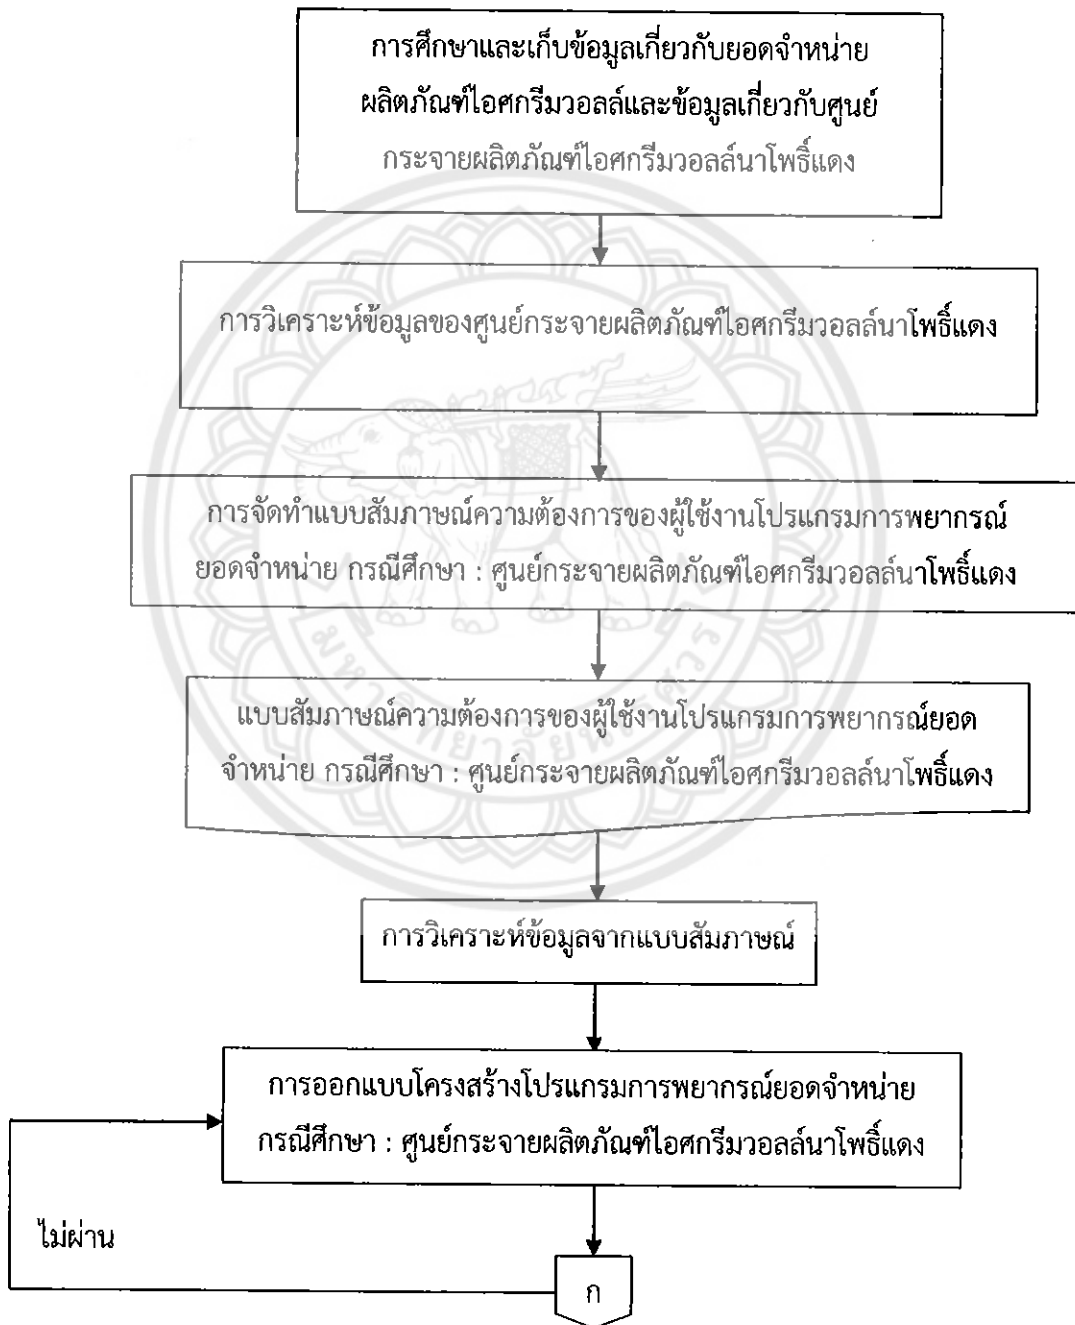 การศึกษาและเก็บข้อมูลเกี่ยวกับยอดจำหน่าย
ผลิตภัณฑ์ไอศกรีมวอลล์และข้อมูลเกี่ยวกับศูนย์
กระจายผลิตภัณฑ์ไอศกรีมวอลล์นาโพธิ์แดง
การวิเคราะห์ข้อมูลของศูนย์กระจายผลิตภัณฑ์ไอศกรีมวอลล์นาโพธิ์แดง
การจัดทำแบบสัมภาษณ์ความต้องการของผู้ใช้งานโปรแกรมการพยากรณ์
ยอดจำหน่าย กรณีศึกษา : ศูนย์กระจายผลิตภัณฑ์ไอศกรีมวอลล์นาโพธิ์แดง
แบบสัมภาษณ์ความต้องการของผู้ใช้งานโปรแกรมการพยากรณ์ยอด
จำหน่าย กรณีศึกษา : ศูนย์กระจายผลิตภัณฑ์ไอศกรีมวอลล์นาโพธิ์แดง
มหาวิทยาลัยนเรศวร
การวิเคราะห์ข้อมูลจากแบบสัมภาษณ์
การออกแบบโครงสร้างโปรแกรมการพยากรณ์ยอดจำหน่าย
กรณีศึกษา : ศูนย์กระจายผลิตภัณฑ์ไอศกรีมวอลล์นาโพธิ์แดง
ไม่ผ่าน
ก